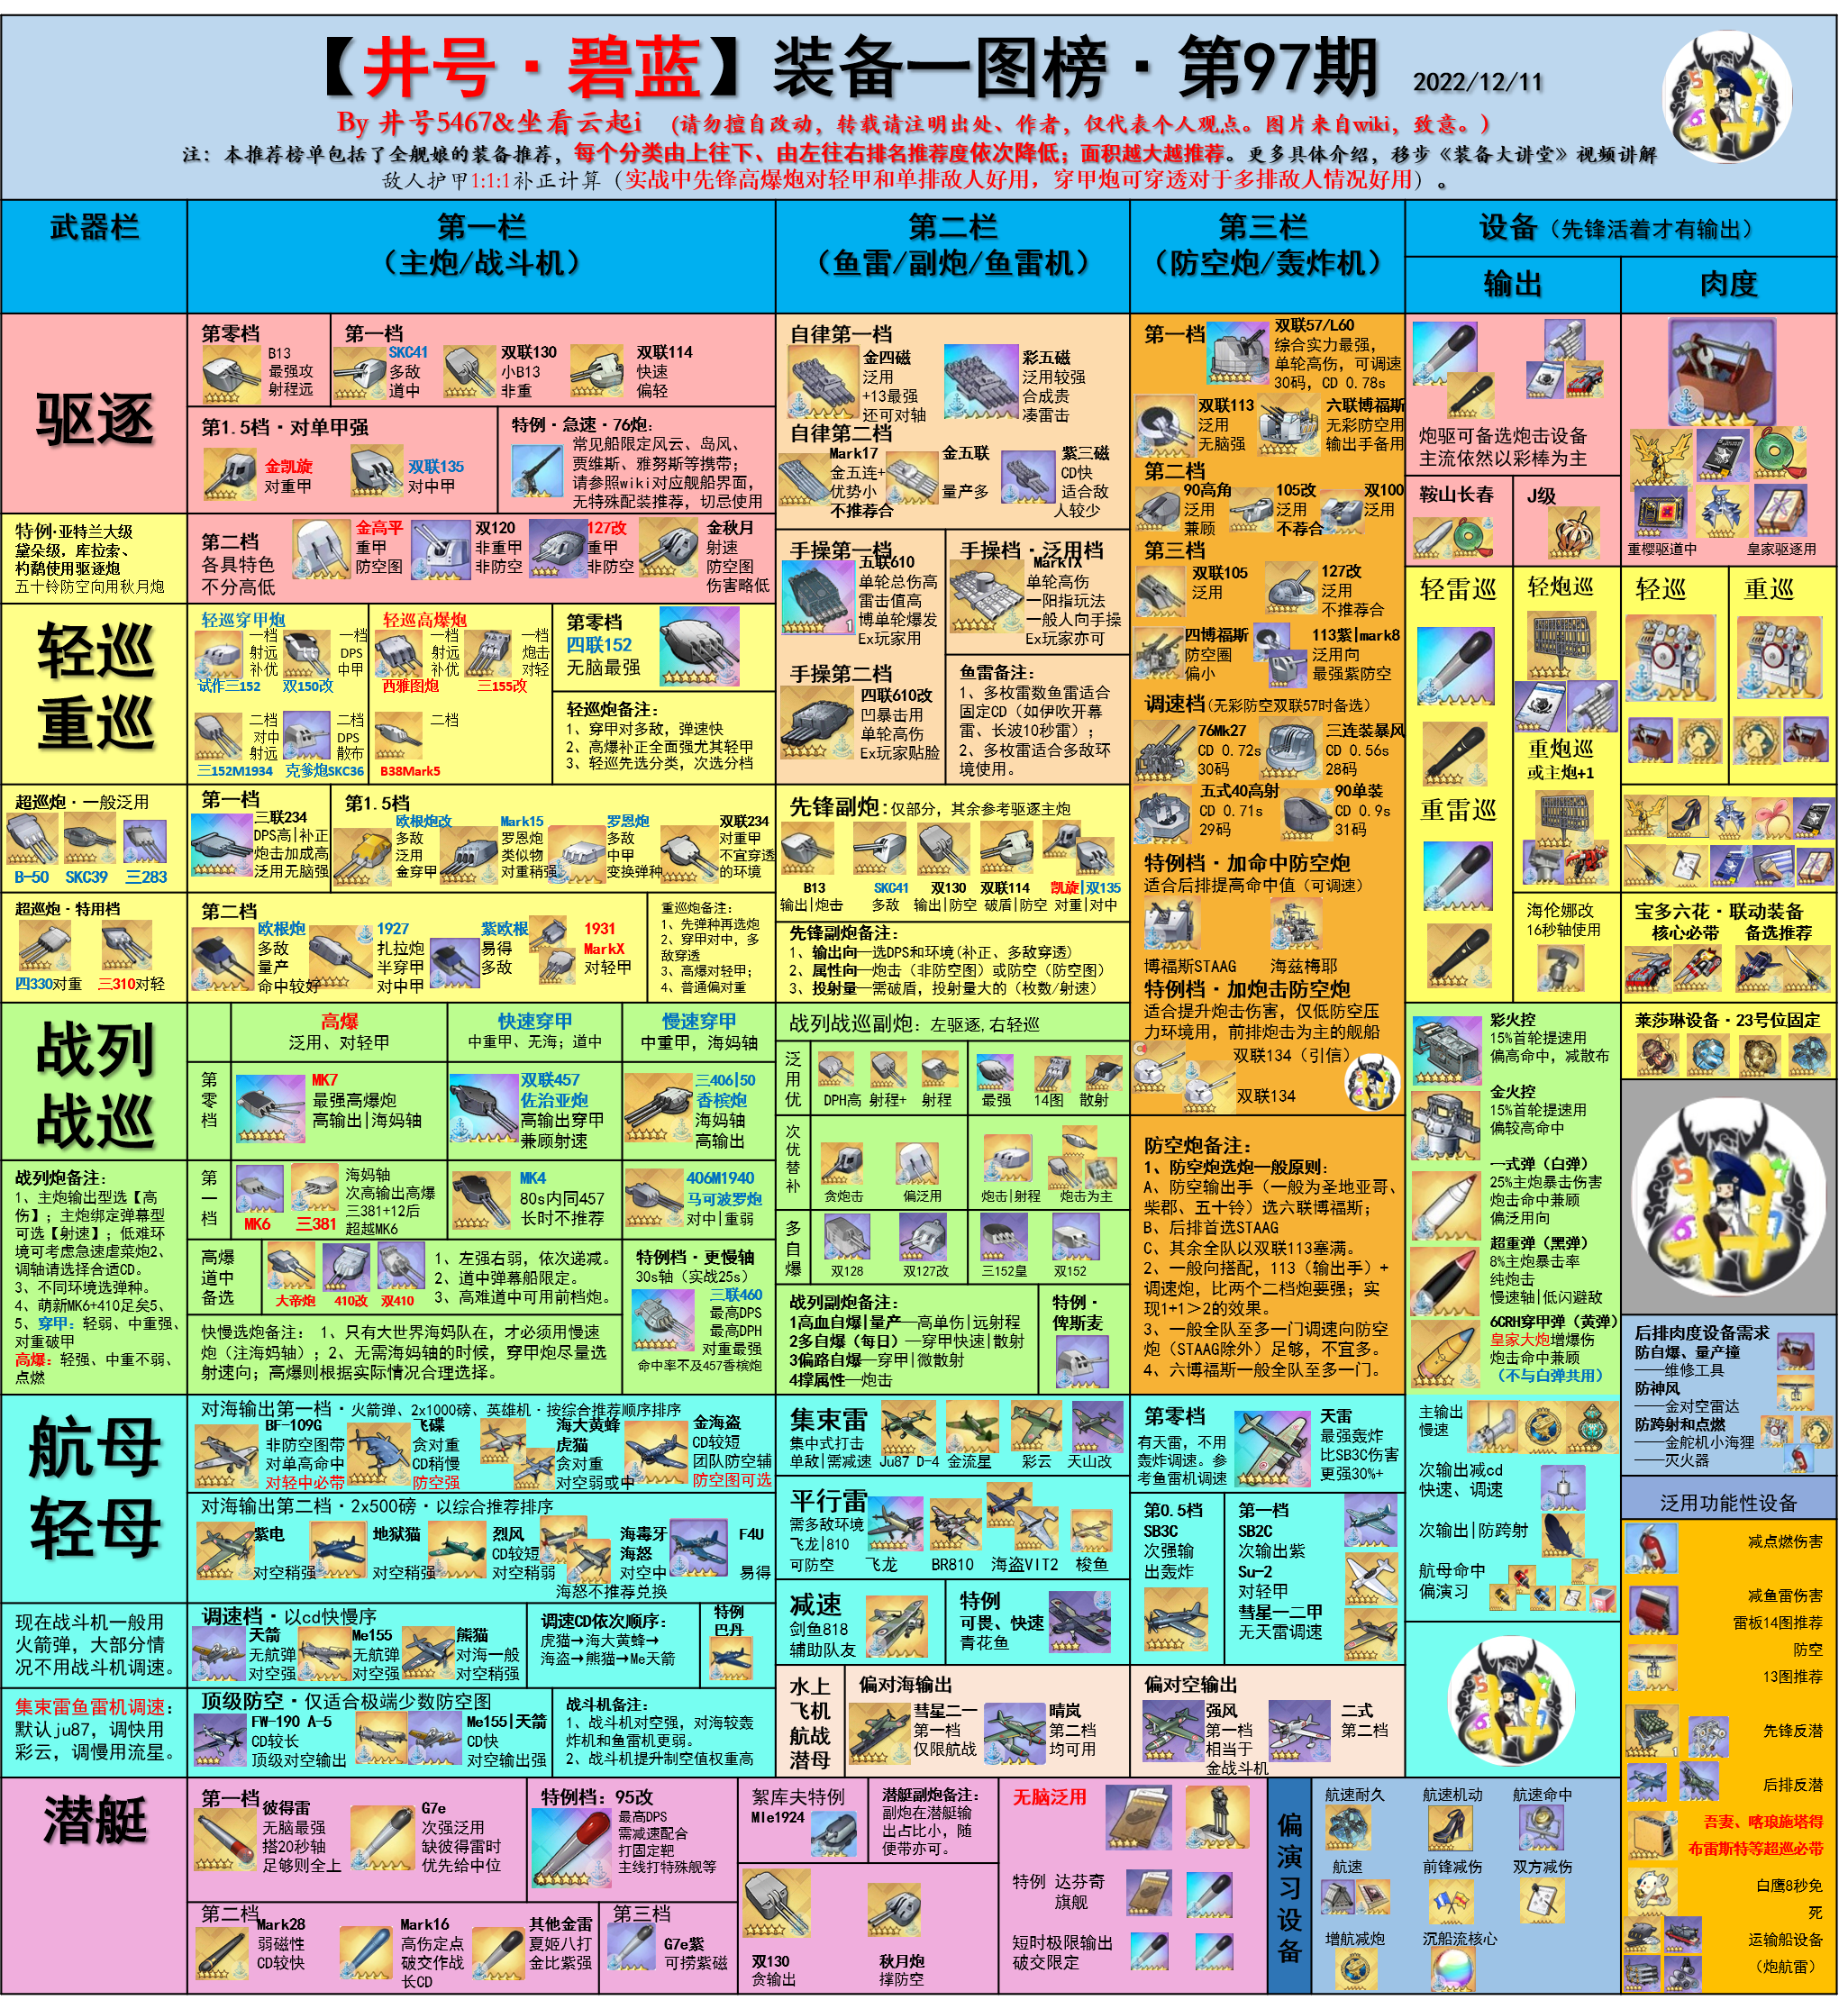 【井号·碧蓝】装备一图榜·第97期 2022/12/11
By 井号5467&坐看云起i （请勿擅自改动，转载请注明出处、作者，仅代表个人观点。图片来自wiki，致意。）
注：本推荐榜单包括了全舰娘的装备推荐，每个分类由上往下、由左往右排名推荐度依次降低；面积越大越推荐。更多具体介绍，移步《装备大讲堂》视频讲解
敌人护甲1:1:1补正计算（实战中先锋高爆炮对轻甲和单排敌人好用，穿甲炮可穿透对于多排敌人情况好用）。
武器栏
第一栏
（主炮/战斗机）
第二栏
（鱼雷/副炮/鱼雷机）
第三栏
（防空炮/轰炸机）
设备（先锋活着才有输出）
输出
肉度
驱逐
第零档
B13
最强攻
射程远
第一档
SKC41
多敌
道中
双联130
小B13
非重
双联114
快速
偏轻
第1.5档·对单甲强
金凯旋
对重甲
双联135
对中甲
特例·急速·76炮：
常见船限定风云、岛风、
贾维斯、雅努斯等携带；
请参照wiki对应舰船界面，
无特殊配装推荐，切忌使用
第二档
各具特色
不分高低
金高平
重甲
防空图
双120
非重甲
非防空
127改
重甲
非防空
金秋月
射速
防空图
伤害略低
特例·亚特兰大级
黛朵级，库拉索、
杓鹬使用驱逐炮
五十铃防空向用秋月炮
自律第一档
金四磁
泛用
+13最强
还可对轴
彩五磁
泛用较强
合成贵
凑雷击
自律第二档
Mark17
金五连+
优势小
不推荐合
金五联
量产多
紫三磁
CD快
适合敌
人较少
手操第一档
五联610
单轮总伤高
雷击值高
博单轮爆发
Ex玩家用
手操档·泛用档
MarkIX
单轮高伤
一阳指玩法
一般人向手操
Ex玩家亦可
手操第二档
四联610改
凹暴击用
单轮高伤
Ex玩家贴脸
鱼雷备注：
1、多枚雷数鱼雷适合
固定CD（如伊吹开幕
雷、长波10秒雷）；
2、多枚雷适合多敌环
境使用。
第一档
双联57/L60
综合实力最强，
单轮高伤，可调速
30码，CD 0.78s
双联113
泛用
无脑强
六联博福斯
无彩防空用
输出手备用
第二档
90高角
泛用
兼顾
105改
泛用
不荐合
双100
泛用
第三档
双联105
泛用
127改
泛用
不推荐合
四博福斯
防空圈
偏小
113紫|mark8
泛用向
最强紫防空
调速档（无彩防空双联57时备选）
76Mk27
CD 0.72s
30码
三连装暴风
CD 0.56s
28码
五式40高射
CD 0.71s
29码
90单装
CD 0.9s
31码
特例档·加命中防空炮
适合后排提高命中值（可调速）
博福斯STAAG
海兹梅耶
特例档·加炮击防空炮
适合提升炮击伤害，仅低防空压
力环境用，前排炮击为主的舰船
双联134（引信）
双联134
炮驱可备选炮击设备
主流依然以彩棒为主
鞍山长春
J级
重樱驱道中
皇家驱逐用
轻巡
重巡
轻巡穿甲炮
一档
射远
补优
试作三152
一档
DPS
中甲
双150改
二档
对中
射远
三152M1934
二档
DPS
散布
克爹炮SKC36
轻巡高爆炮
一档
射远
补优
西雅图炮
一档
炮击
对轻
三155改
二档
B38Mark5
第零档
四联152
无脑最强
轻巡炮备注：
1、穿甲对多敌，弹速快
2、高爆补正全面强尤其轻甲
3、轻巡先选分类，次选分档
轻雷巡
轻炮巡
轻巡
重巡
重炮巡
或主炮+1
重雷巡
海伦娜改
16秒轴使用
超巡炮·一般泛用
B-50
SKC39
三283
第一档
三联234
DPS高|补正
炮击加成高
泛用无脑强
第1.5档
欧根炮改
多敌
泛用
金穿甲
Mark15
罗恩炮
类似物
对重稍强
罗恩炮
多敌
中甲
变换弹种
双联234
对重甲
不宜穿透
的环境
超巡炮·特用档
四330对重
三310对轻
第二档
欧根炮
多敌
量产
命中较好
1927
扎拉炮
半穿甲
对中甲
紫欧根
易得
多敌
1931
MarkX
对轻甲
重巡炮备注：
1、先弹种再选炮
2、穿甲对中，多
敌穿透
3、高爆对轻甲；
4、普通偏对重
先锋副炮：仅部分，其余参考驱逐主炮
B13
输出|炮击
SKC41
多敌
双130
输出|防空
双联114
破盾|防空
凯旋|双135
对重|对中
先锋副炮备注：
1、输出向—选DPS和环境(补正、多敌穿透)
2、属性向—炮击（非防空图）或防空（防空图）
3、投射量—需破盾，投射量大的（枚数/射速）
宝多六花·联动装备
核心必带
备选推荐
莱莎琳设备·23号位固定
战列
战巡
高爆
泛用、对轻甲
快速穿甲
中重甲、无海；道中
慢速穿甲
中重甲，海妈轴
第零档
MK7
最强高爆炮
高输出|海妈轴
双联457
佐治亚炮
高输出穿甲
兼顾射速
三406|50
香槟炮
海妈轴
高输出
第一档
MK6
三381
海妈轴
次高输出高爆
三381+12后
超越MK6
MK4
80s内同457
长时不推荐
406M1940
马可波罗炮
对中|重弱
高爆
道中
备选
大帝炮
410改
双410
1、左强右弱，依次递减。
2、道中弹幕船限定。
3、高难道中可用前档炮。
特例档·更慢轴
30s轴（实战25s）
三联460
最高DPS
最高DPH
对重最强
命中率不及457香槟炮
快慢选炮备注： 1、只有大世界海妈队在，才必须用慢速
炮（注海妈轴）；2、无需海妈轴的时候，穿甲炮尽量选
射速向；高爆则根据实际情况合理选择。
战列炮备注：
1、主炮输出型选【高
伤】；主炮绑定弹幕型
可选【射速】；低难环
境可考虑急速虐菜炮2、
调轴请选择合适CD。
3、不同环境选弹种。
4、萌新MK6+410足矣5、
5、穿甲：轻弱、中重强、
对重破甲
高爆：轻强、中重不弱、
点燃
战列战巡副炮：左驱逐,右轻巡
泛用优
DPH高
射程+
射程
最强
14图
散射
次优替补
贪炮击
偏泛用
炮击|射程
炮击为主
多自爆
双128
双127改
三152皇
双152
战列副炮备注：
1高血自爆|量产—高单伤|远射程
2多自爆（每日）—穿甲快速|散射
3偏路自爆—穿甲|微散射
4撑属性—炮击
特例·
俾斯麦
防空炮备注：
1、防空炮选炮一般原则：
A、防空输出手（一般为圣地亚哥、
柴郡、五十铃）选六联博福斯；
B、后排首选STAAG
C、其余全队以双联113塞满。
2、一般向搭配，113（输出手）+
调速炮，比两个二档炮要强；实
现1+1＞2的效果。
3、一般全队至多一门调速向防空
炮（STAAG除外）足够，不宜多。
4、六博福斯一般全队至多一门。
彩火控
15%首轮提速用
偏高命中，减散布
金火控
15%首轮提速用
偏较高命中
一式弹（白弹）
25%主炮暴击伤害
炮击命中兼顾
偏泛用向
超重弹（黑弹）
8%主炮暴击率
纯炮击
慢速轴|低闪避敌
6CRH穿甲弹（黄弹）
皇家大炮增爆伤
炮击命中兼顾
（不与白弹共用）
后排肉度设备需求
防自爆、量产撞
——维修工具
防神风
——金对空雷达
防跨射和点燃
——金舵机小海狸
——灭火器
航母
轻母
对海输出第一档·火箭弹、2x1000磅、英雄机·按综合推荐顺序排序
BF-109G
非防空图带
对单高命中
对轻中必带
飞碟
贪对重
CD稍慢
防空强
海大黄蜂
虎猫
贪对重
对空弱或中
金海盗
CD较短
团队防空辅
防空图可选
对海输出第二档·2x500磅·以综合推荐排序
紫电
对空稍强
地狱猫
对空稍强
烈风
CD较短
对空稍弱
海毒牙
海怒
对空中
海怒不推荐兑换
F4U
易得
现在战斗机一般用
火箭弹，大部分情
况不用战斗机调速。
调速档·以cd快慢序
天箭
无航弹
对空强
Me155
无航弹
对空强
熊猫
对海一般
对空稍强
调速CD依次顺序：
虎猫→海大黄蜂→
海盗→熊猫→Me天箭
特例
巴丹
集束雷鱼雷机调速：
默认ju87，调快用
彩云，调慢用流星。
顶级防空·仅适合极端少数防空图
FW-190 A-5
CD较长
顶级对空输出
Me155|天箭
CD快
对空输出强
战斗机备注：
1、战斗机对空强，对海较轰
炸机和鱼雷机更弱。
2、战斗机提升制空值权重高
集束雷
集中式打击
单敌|需减速
Ju87 D-4
金流星
彩云
天山改
平行雷
需多敌环境
飞龙|810
可防空
飞龙
BR810
海盗VIT2
梭鱼
减速
剑鱼818
辅助队友
特例
可畏、快速
青花鱼
水上
飞机
航战
潜母
偏对海输出
彗星二一
第一档
仅限航战
晴岚
第二档
均可用
第零档
有天雷，不用
轰炸调速。参
考鱼雷机调速
天雷
最强轰炸
比SB3C伤害
更强30%+
第0.5档
SB3C
次强输
出轰炸
第一档
SB2C
次输出紫
Su-2
对轻甲
彗星一二甲
无天雷调速
偏对空输出
强风
第一档
相当于
金战斗机
二式
第二档
主输出
慢速
次输出减cd
快速、调速
次输出|防跨射
航母命中
偏演习
泛用功能性设备
减点燃伤害
减鱼雷伤害
雷板14图推荐
防空
13图推荐
先锋反潜
后排反潜
吾妻、喀琅施塔得
布雷斯特等超巡必带
白鹰8秒免
死
运输船设备
（炮航雷）
潜艇
第一档
彼得雷
无脑最强
搭20秒轴
足够则全上
G7e
次强泛用
缺彼得雷时
优先给中位
特例档：95改
最高DPS
需减速配合
打固定靶
主线打特殊舰等
第二档
Mark28
弱磁性
CD较快
Mark16
高伤定点
破交作战
长CD
其他金雷
夏姬八打
金比紫强
第三档
G7e紫
可捞紫磁
絮库夫特例
Mle1924
潜艇副炮备注：
副炮在潜艇输
出占比小，随
便带亦可。
双130
贪输出
秋月炮
撑防空
无脑泛用
特例 达芬奇
旗舰
短时极限输出
破交限定
偏演习设备
航速耐久
航速机动
航速命中
航速
前锋减伤
双方减伤
增航减炮
沉船流核心